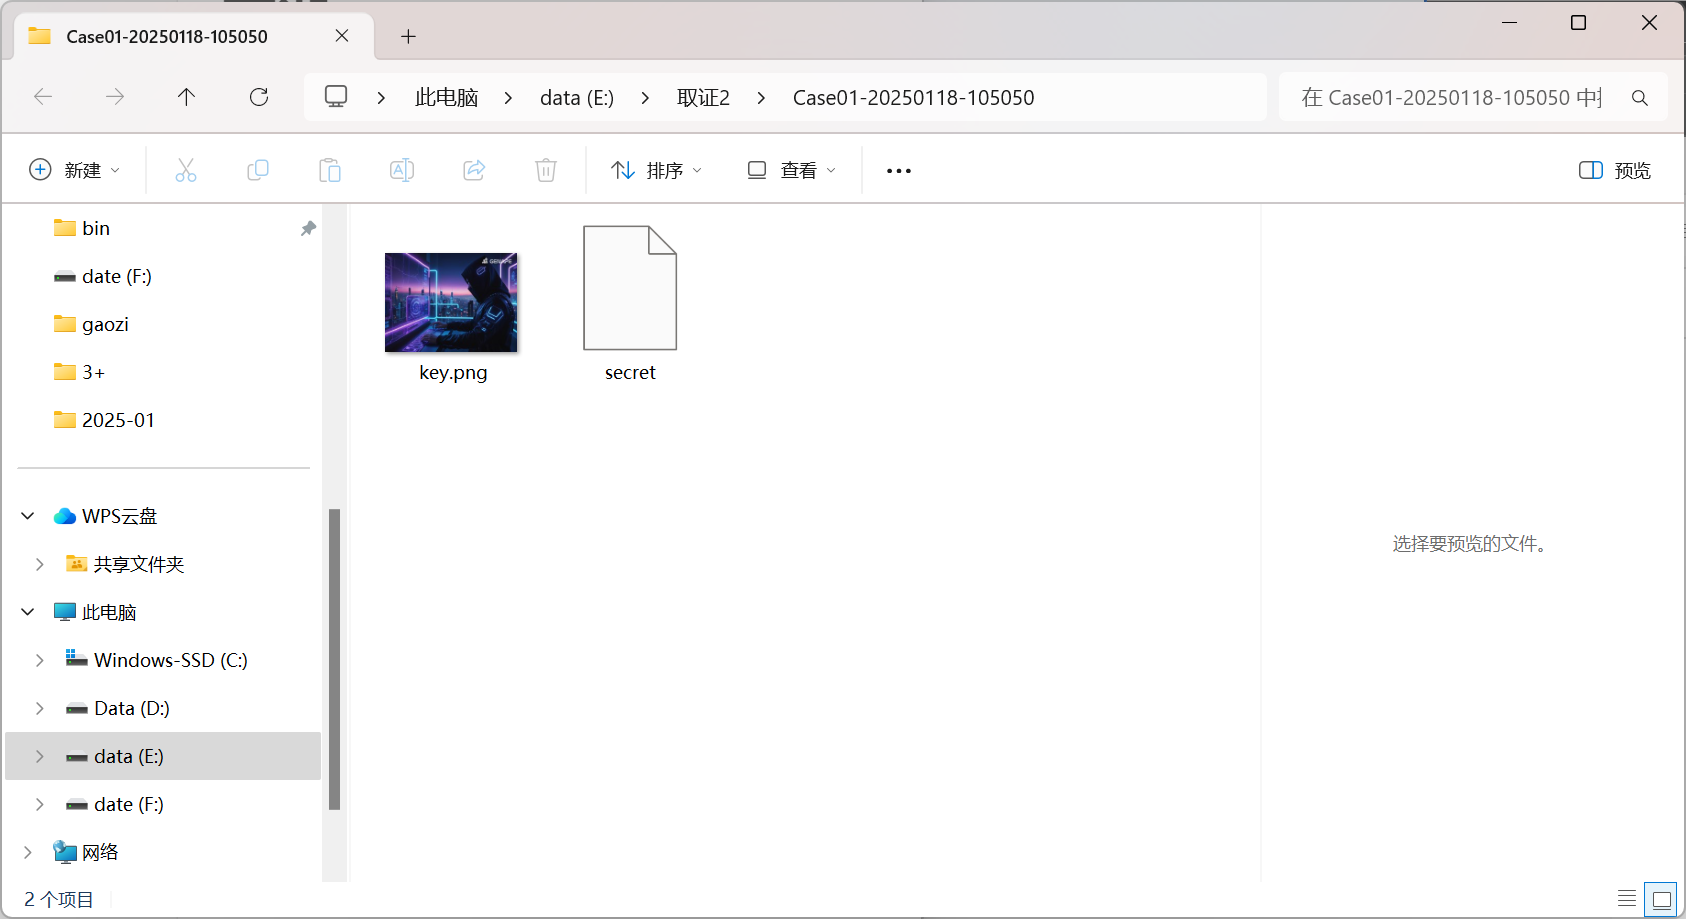 Case01-20250118-105050
此电脑 data (E:) 取证2 Case01-20250118-105050
在 Case01-20250118-105050 中
新建 排序 查看 预览
bin
date (F:)
gaozi
3+
2025-01
WPS云盘
共享文件夹
此电脑
Windows-SSD (C:)
Data (D:)
data (E:)
date (F:)
网络
key.png
secret
选择要预览的文件。
2 个项目